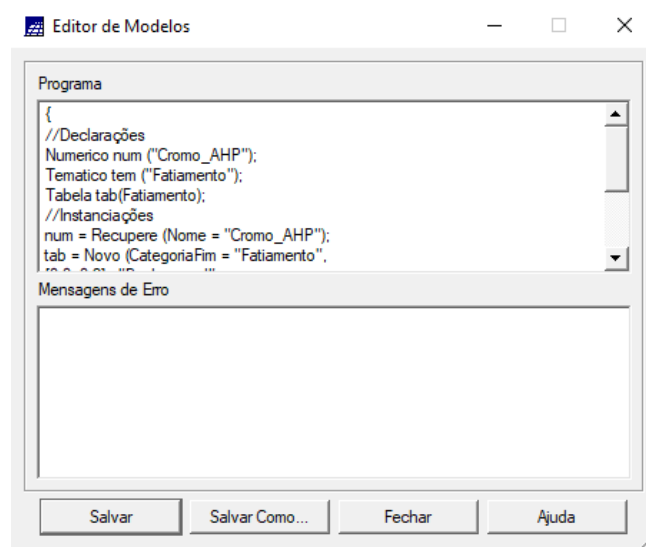 Editor de Modelos
Programa
{
//Declarações
Numerico num ("Cromo_AHP");
Tematico tem ("Fatiamento");
Tabela tab(Fatiamento);
//Instanciações
num = Recupere (Nome = "Cromo_AHP");
tab = Novo (CategoriaFim = "Fatiamento",
Mensagens de Erro
Salvar Salvar Como... Fechar Ajuda